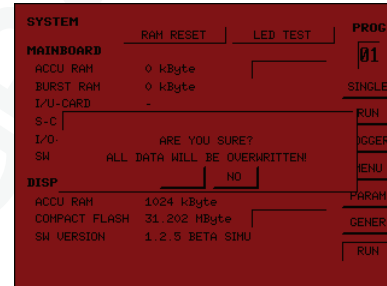 SYSTEM
RAM RESET
LED TEST
PROG
MAINBOARD
01
ACCU RAM 0 kByte
BURST RAM 0 kByte
SINGLE
I/U-CARD -
S-C
RUN
I/O-
ARE YOU SURE?
OGGER
SW
ALL DATA WILL BE OVERWRITTEN!
MENU
NO
DISP
ACCU RAM 1024 kByte
PARAM
COMPACT FLASH 31.202 MByte
GENER
SW VERSION 1.2.5 BETA SIMU
RUN